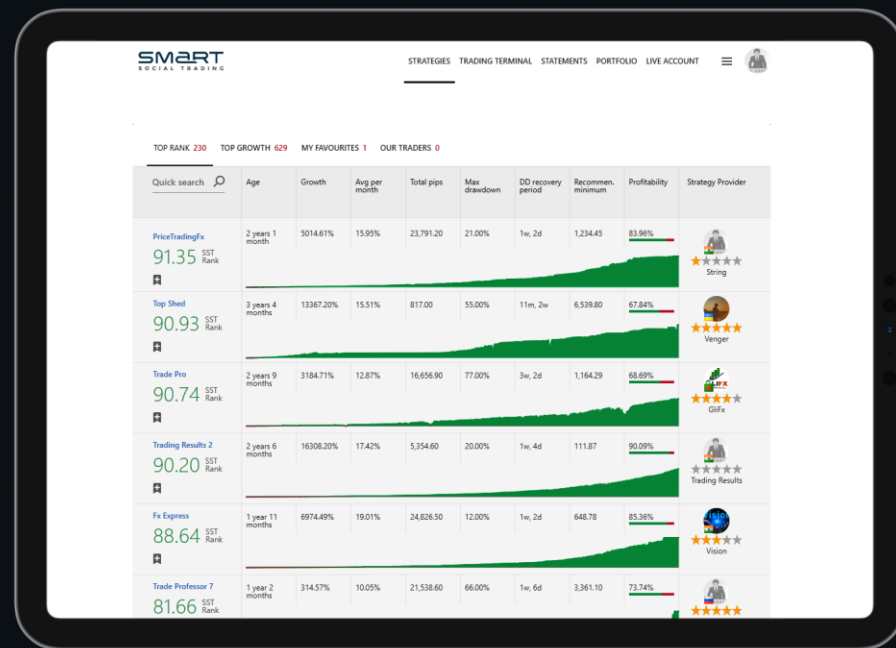 SMART
SOCIAL TRADING
STRATEGIES TRADING TERMINAL STATEMENTS PORTFOLIO LIVE ACCOUNT
TOP RANK 230 TOP GROWTH 629 MY FAVOURITES 1 OUR TRADERS 0
Quick search Age Growth Avg per month Total pips Max drawdown DD recovery period Recommen. minimum Profitability Strategy Provider
PriceTradingFx
91.35 SST Rank
2 years 1 month 5014.61% 15.95% 23,791.20 21.00% 1w, 2d 1,234.45 83.96%
String
Top Shed
90.93 SST Rank
3 years 4 months 13367.20% 15.51% 817.00 55.00% 11m, 2w 6,539.80 67.84%
Venger
Trade Pro
90.74 SST Rank
2 years 9 months 3184.71% 12.87% 16,656.90 77.00% 3w, 2d 1,164.29 68.69%
GLIFX
GliFx
Trading Results 2
90.20 SST Rank
2 years 6 months 16308.20% 17.42% 5,354.60 20.00% 1w, 4d 111.87 90.09%
Trading Results
Fx Express
88.64 SST Rank
1 year 11 months 6974.49% 19.01% 24,826.50 12.00% 1w, 2d 648.78 85.36%
Vision
Trade Professor 7
81.66 SST Rank
1 year 2 months 314.57% 10.05% 21,538.60 66.00% 1w, 6d 3,361.10 73.74%